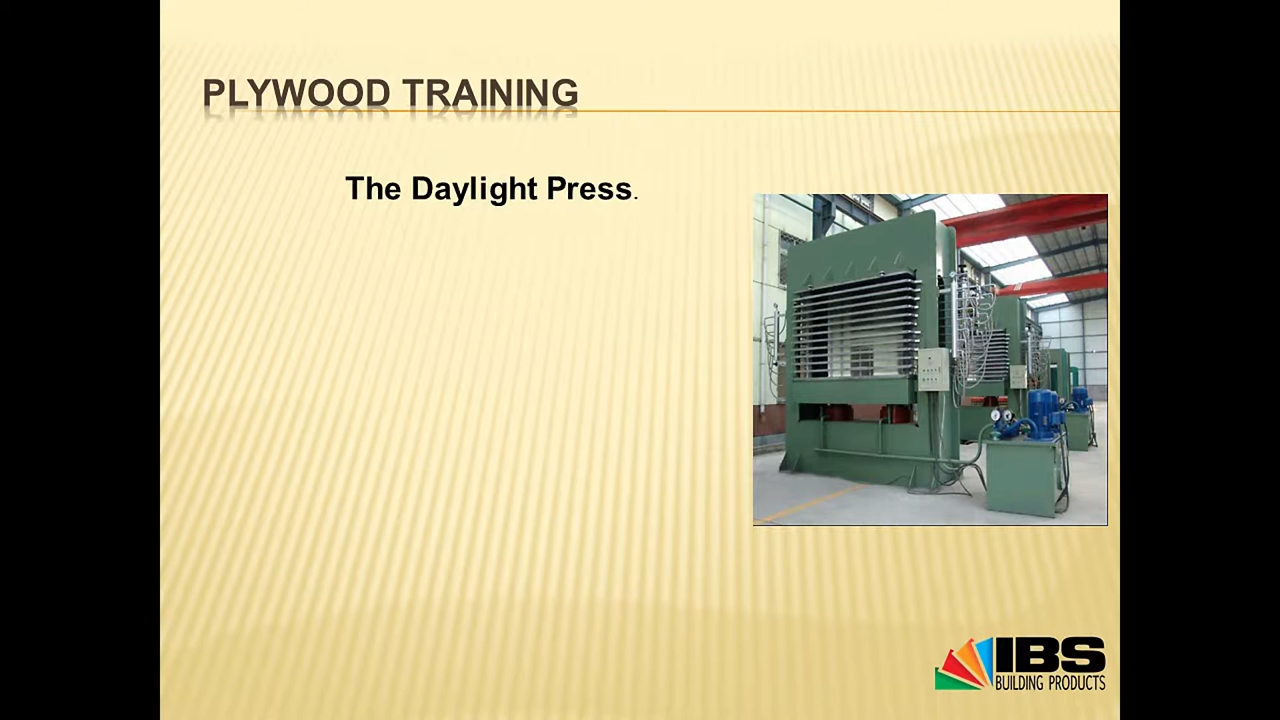 PLYWOOD TRAINING
The Daylight Press.
IBS
BUILDING PRODUCTS